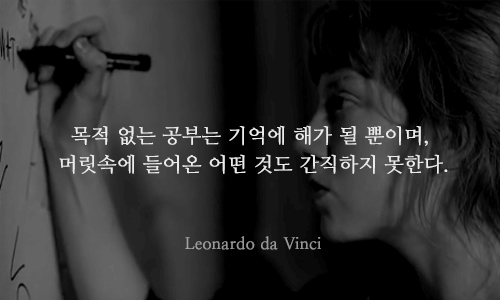 목적 없는 공부는 기억에 해가 될 뿐이며,
머릿속에 들어온 어떤 것도 간직하지 못한다.
Leonardo da Vinci